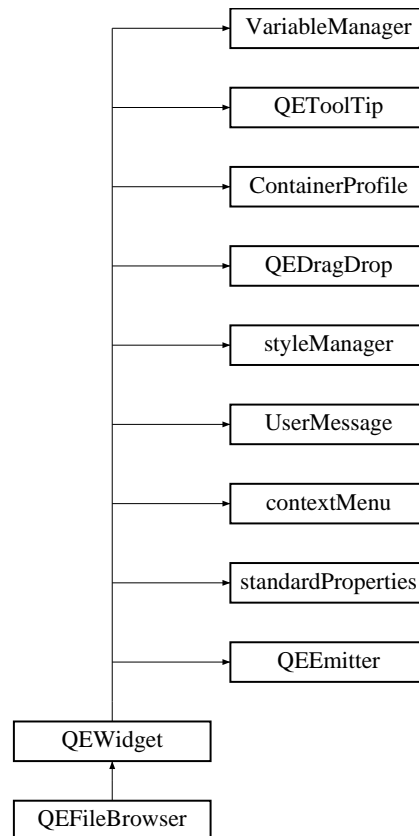 VariableManager
QEToolTip
ContainerProfile
QEDragDrop
styleManager
UserMessage
contextMenu
standardProperties
QEEmitter
QEWidget
QEFileBrowser